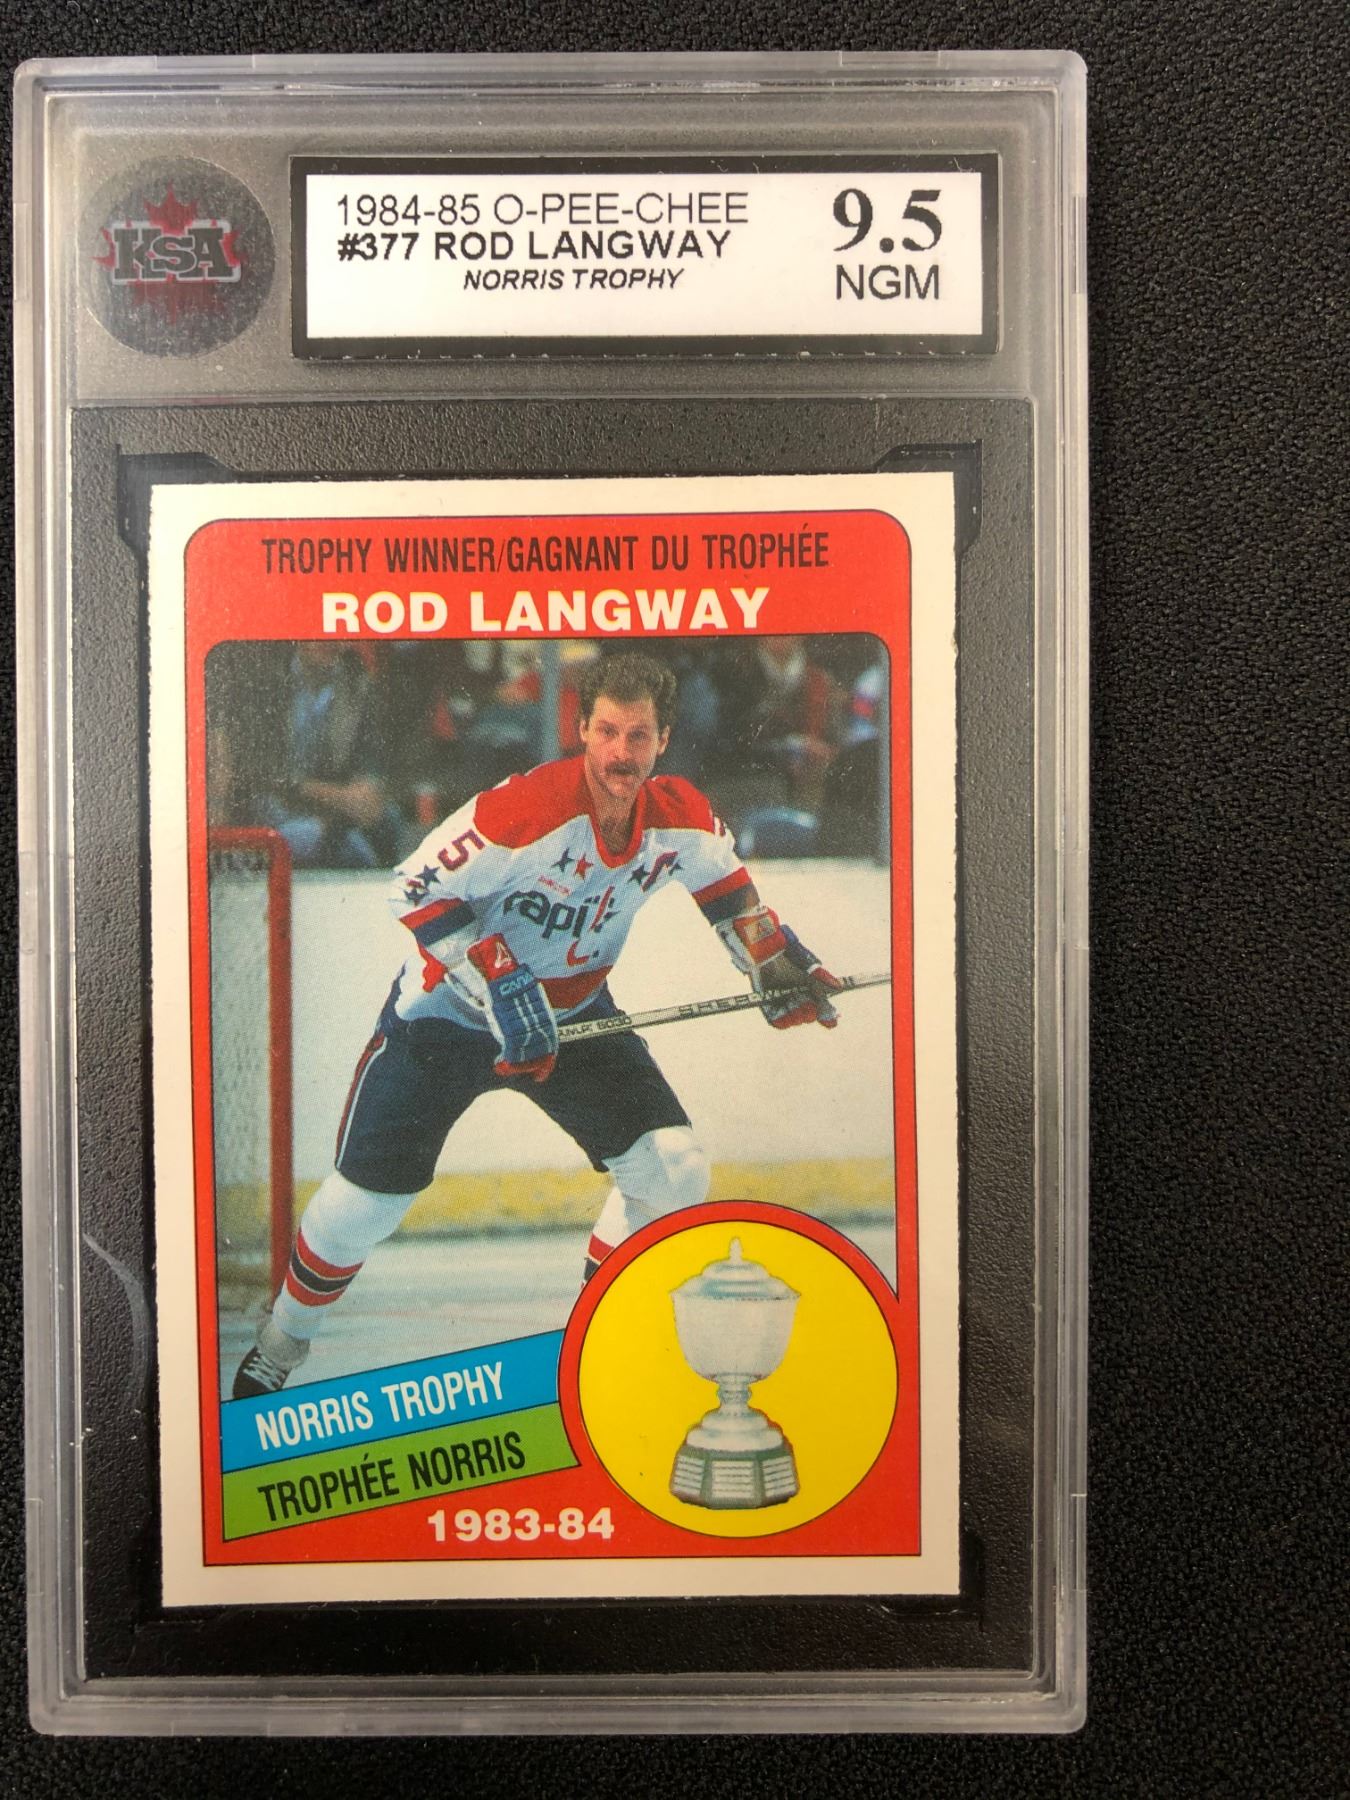 KSA
1984-85 O-PEE-CHEE
#377 ROD LANGWAY
NORRIS TROPHY
9.5
NGM
TROPHY WINNER/GAGNANT DU TROPHÉE
ROD LANGWAY
5
capitals
C
NORRIS TROPHY
TROPHÉE NORRIS
1983-84